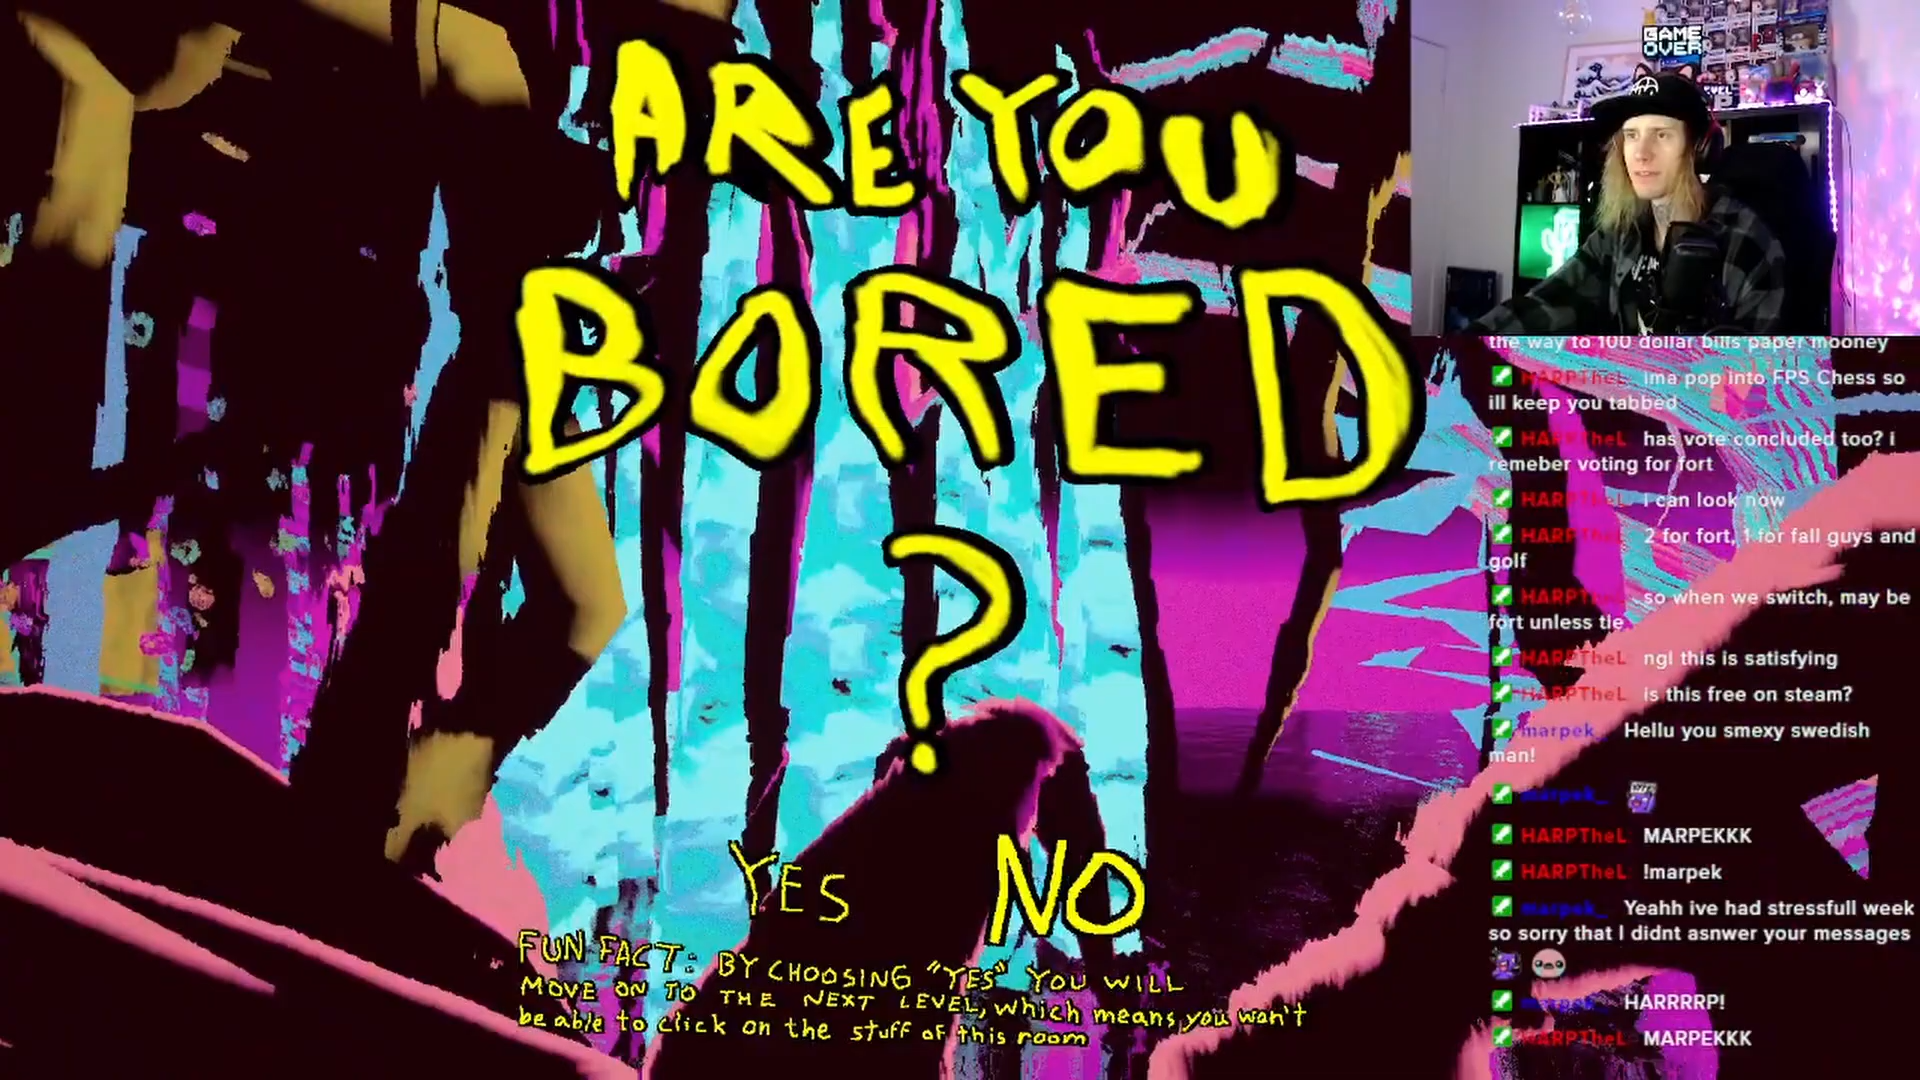 ARE YOU
BORED
?
YES NO
FUN FACT: BY CHOOSING "YES" YOU WILL
MOVE ON TO THE NEXT LEVEL, which means you won't
be able to click on the stuff of this room
GAME
OVER
the way to 100 dollar bills paper mooney
HARPTheL ima pop into FPS Chess so
ill keep you tabbed
HARPTheL has vote concluded too? i
remeber voting for fort
HARPTheL i can look now
HARPTheL 2 for fort, 1 for fall guys and
golf
HARPTheL so when we switch, may be
fort unless tie
HARPTheL ngl this is satisfying
HARPTheL is this free on steam?
marpek_ Hellu you smexy swedish
man!
marpek_
HARPTheL MARPEKKK
HARPTheL !marpek
marpek_ Yeahh ive had stressfull week
so sorry that I didnt asnwer your messages
marpek_ HARRRRP!
HARPTheL MARPEKKK